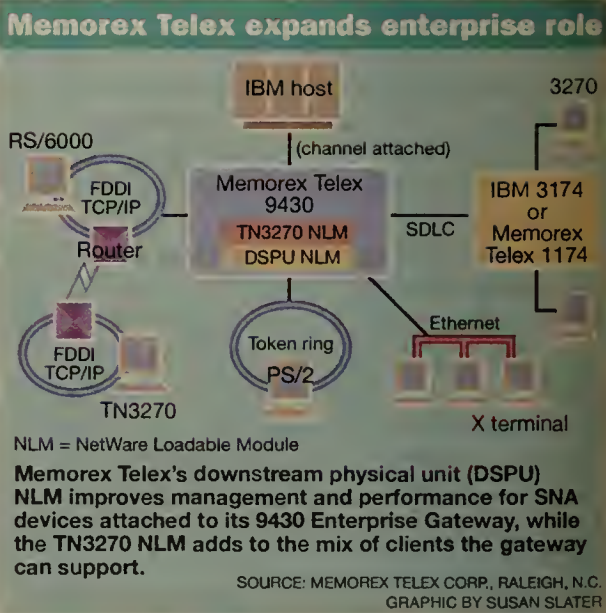 Memorex Telex expands enterprise role
IBM host
3270
RS/6000
(channel attached)
FDDI
TCP/IP
Memorex Telex
9430
IBM 3174
or
Memorex
Telex 1174
TN3270 NLM
DSPU NLM
SDLC
Router
FDDI
TCP/IP
Token ring
PS/2
Ethernet
TN3270
X terminal
NLM = NetWare Loadable Module
Memorex Telex's downstream physical unit (DSPU)
NLM improves management and performance for SNA
devices attached to its 9430 Enterprise Gateway, while
the TN3270 NLM adds to the mix of clients the gateway
can support.
SOURCE: MEMOREX TELEX CORP., RALEIGH, N.C.
GRAPHIC BY SUSAN SLATER